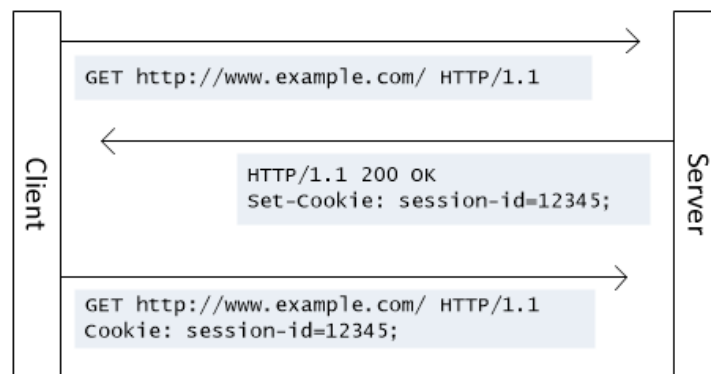 Client
GET http://www.example.com/ HTTP/1.1
HTTP/1.1 200 OK
Set-Cookie: session-id=12345;
GET http://www.example.com/ HTTP/1.1
Cookie: session-id=12345;
Server